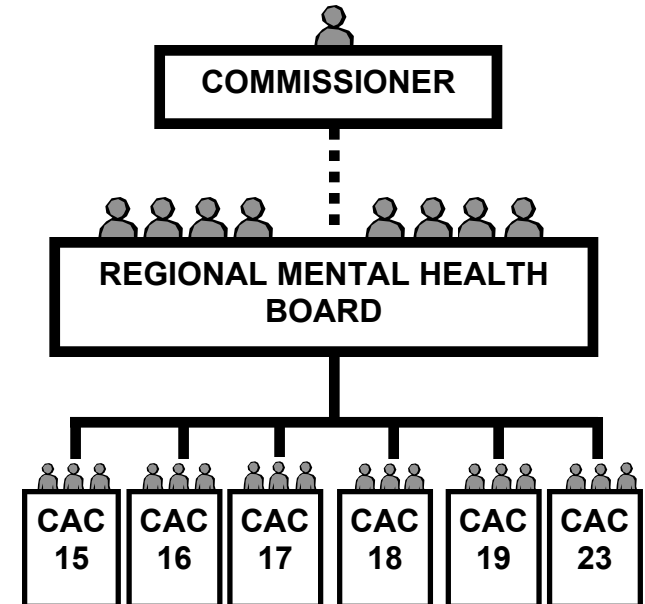 COMMISSIONER
REGIONAL MENTAL HEALTH
BOARD
CAC
15
CAC
16
CAC
17
CAC
18
CAC
19
CAC
23